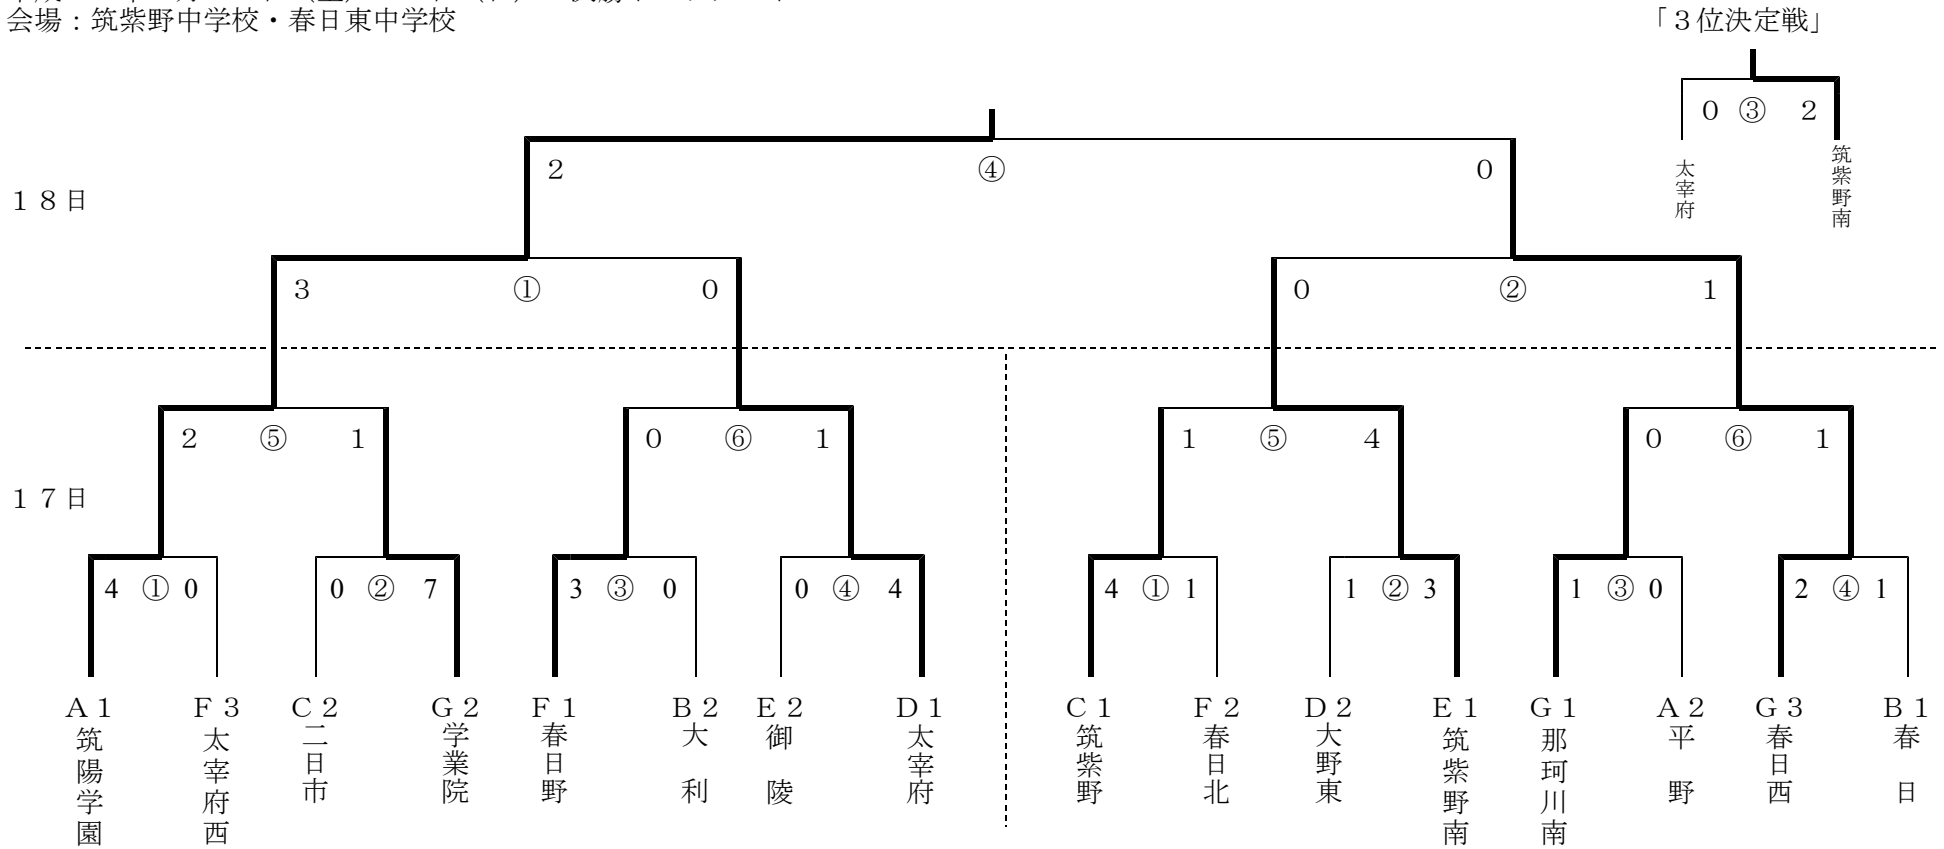 会場：筑紫野中学校・春日東中学校
「３位決定戦」
０ ③ ２
太宰府 筑紫野南
２ ④ ０
１８日
３ ① ０ ０ ② １
２ ⑤ １ ０ ⑥ １ １ ⑤ ４ ０ ⑥ １
１７日
4 ① 0 0 ② 7 3 ③ 0 0 ④ 4 4 ① 1 1 ② 3 1 ③ 0 2 ④ 1
Ａ１ Ｆ３ Ｃ２ Ｇ２ Ｆ１ Ｂ２ Ｅ２ Ｄ１ Ｃ１ Ｆ２ Ｄ２ Ｅ１ Ｇ１ Ａ２ Ｇ３ Ｂ１
筑陽学園 太宰府西 二日市 学業院 春日野 大利 御陵 太宰府 筑紫野 春日北 大野東 筑紫野南 那珂川南 平野 春日西 春日